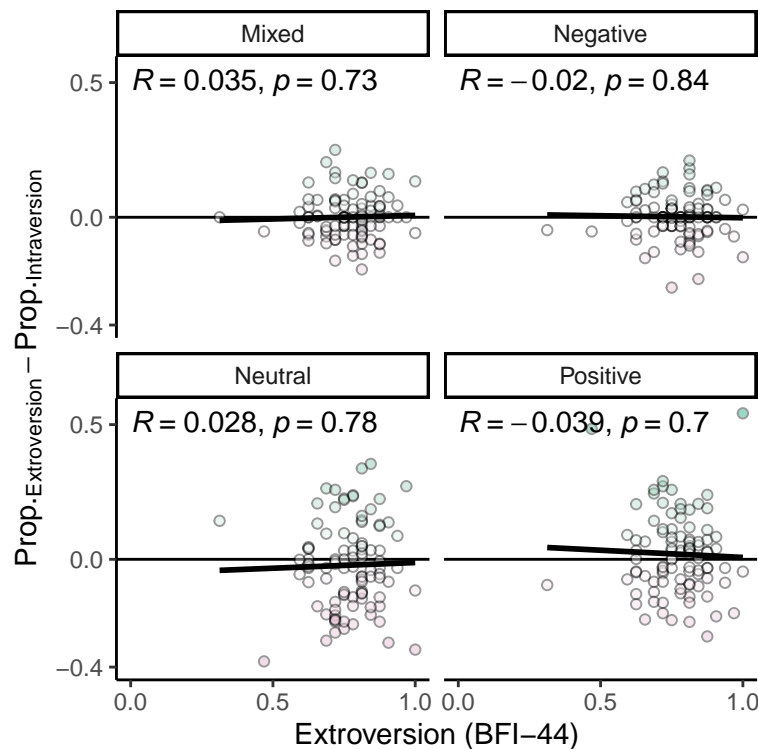 Mixed
Negative
0.5
R = 0.035, p = 0.73
R = −0.02, p = 0.84
0.0
−0.4
Prop.Extroversion − Prop.Intraversion
Neutral
Positive
0.5
R = 0.028, p = 0.78
R = −0.039, p = 0.7
0.0
−0.4
0.0
0.5
1.0
0.0
0.5
1.0
Extroversion (BFI−44)